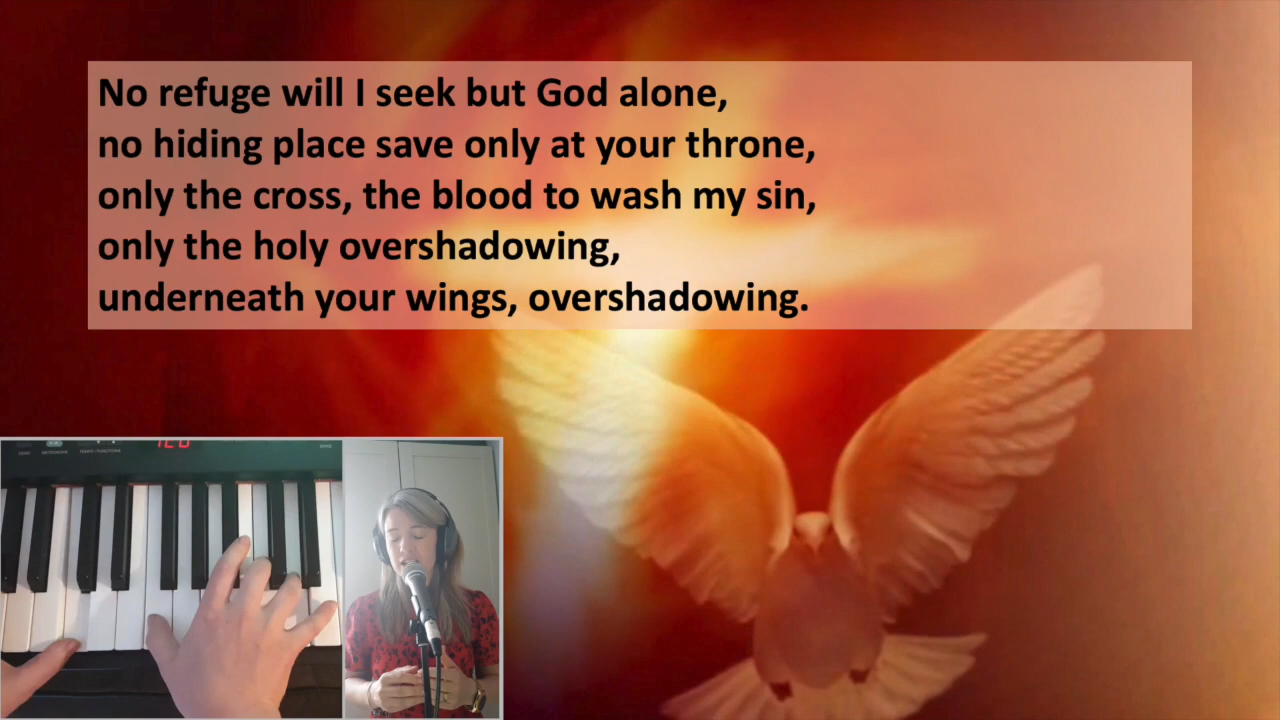 No refuge will I seek but God alone,
no hiding place save only at your throne,
only the cross, the blood to wash my sin,
only the holy overshadowing,
underneath your wings, overshadowing.